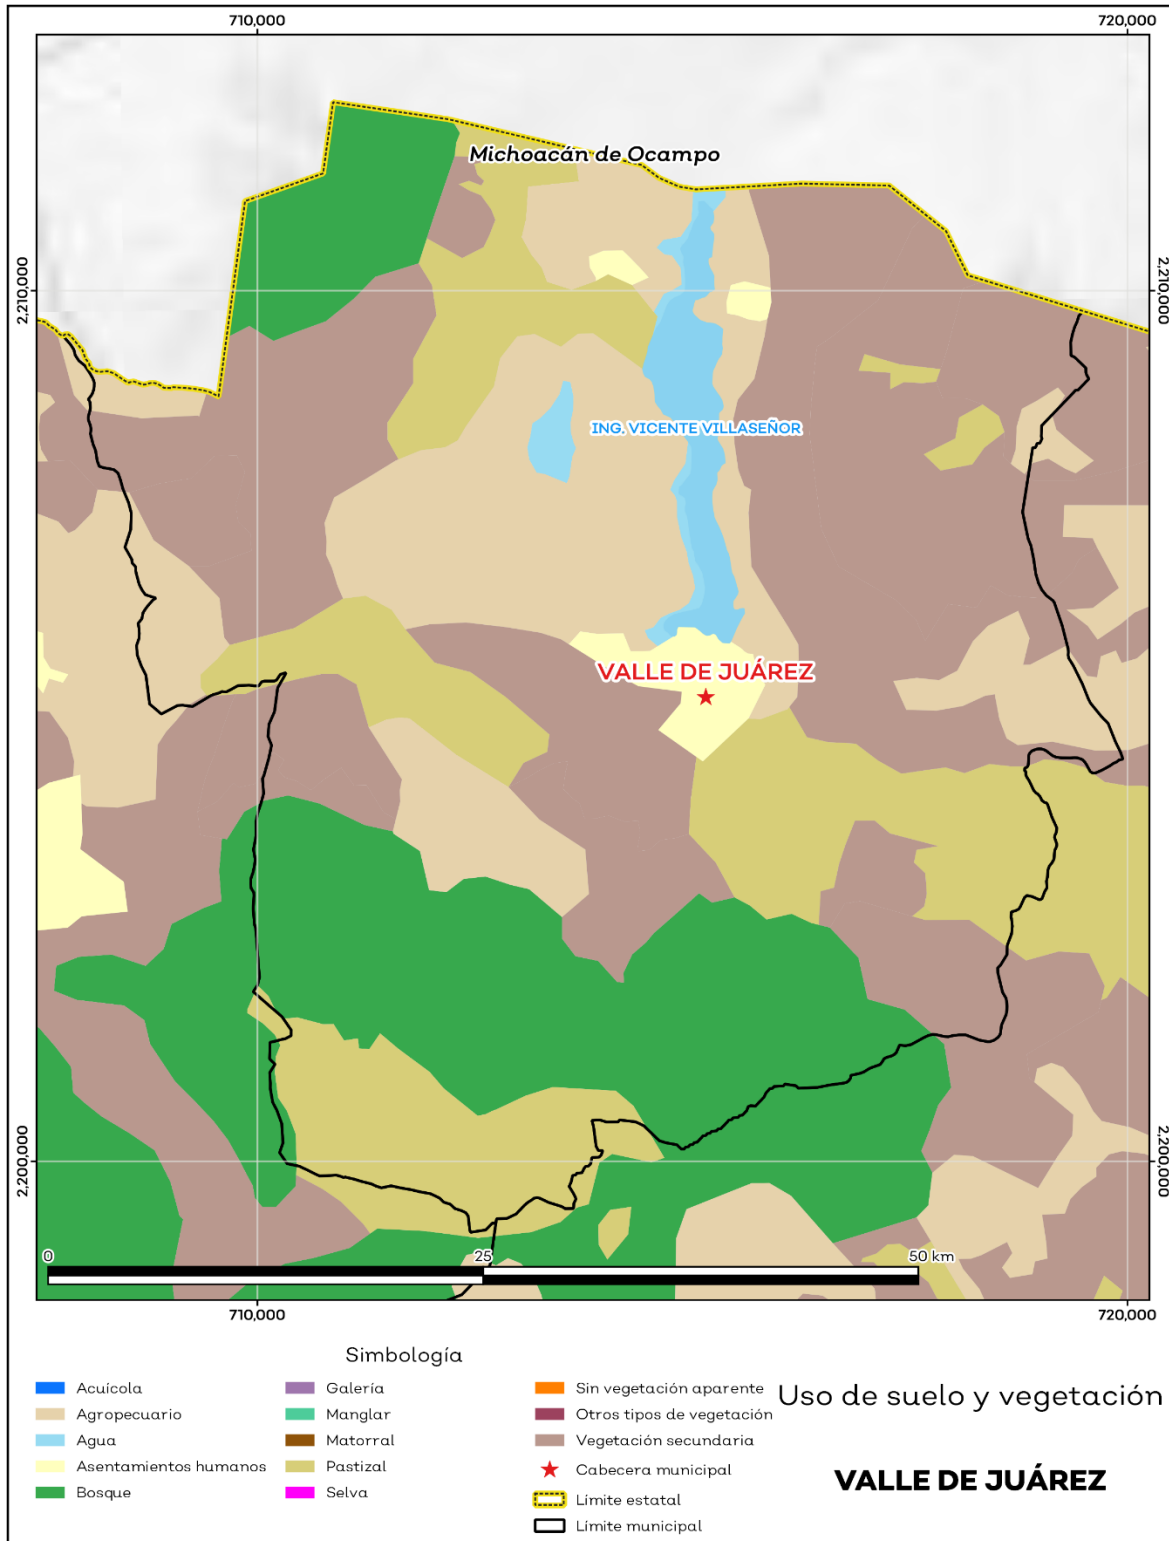 710,000
720,000
Michoacán de Ocampo
2,210,000
2,210,000
ING. VICENTE VILLASEÑOR
VALLE DE JUÁREZ
2,200,000
2,200,000
0
25
50 km
710,000
720,000
Simbología
Acuícola
Agropecuario
Agua
Asentamientos humanos
Bosque
Galería
Manglar
Matorral
Pastizal
Selva
Sin vegetación aparente
Otros tipos de vegetación
Vegetación secundaria
Cabecera municipal
Límite estatal
Límite municipal
Uso de suelo y vegetación
VALLE DE JUÁREZ